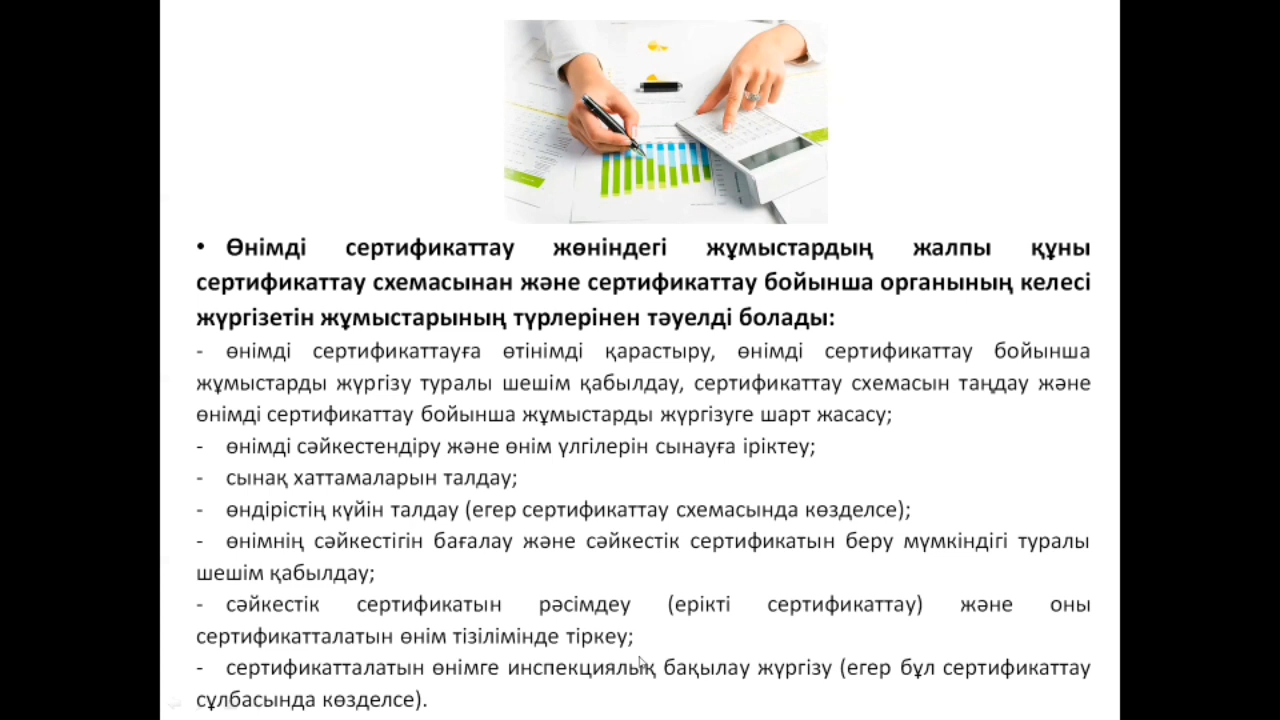 • Өнімді сертификаттау жөніндегі жұмыстардың жалпы құны
сертификаттау схемасынан және сертификаттау бойынша органының келесі
жүргізетін жұмыстарының түрлерінен тәуелді болады:
- өнімді сертификаттауға өтінімді қарастыру, өнімді сертификаттау бойынша
жұмыстарды жүргізу туралы шешім қабылдау, сертификаттау схемасын таңдау және
өнімді сертификаттау бойынша жұмыстарды жүргізуге шарт жасасу;
- өнімді сәйкестендіру және өнім үлгілерін сынауға іріктеу;
- сынақ хаттамаларын талдау;
- өндірістің күйін талдау (егер сертификаттау схемасында көзделсе);
- өнімнің сәйкестігін бағалау және сәйкестік сертификатын беру мүмкіндігі туралы
шешім қабылдау;
- сәйкестік сертификатын рәсімдеу (ерікті сертификаттау) және оны
сертификатталатын өнім тізілімінде тіркеу;
- сертификатталатын өнімге инспекциялық бақылау жүргізу (егер бұл сертификаттау
сұлбасында көзделсе).